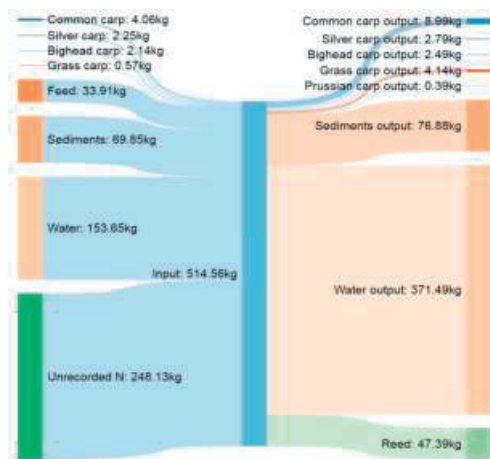 Common carp: 4.06kg
Silver carp: 2.25kg
Bighead carp: 2.14kg
Grass carp: 0.57kg
Feed: 33.91kg
Sediments: 69.85kg
Water: 153.65kg
Input: 514.56kg
Unrecorded N: 248.13kg
Common carp output: 8.99kg
Silver carp output: 2.79kg
Bighead carp output: 2.49kg
Grass carp output: 4.14kg
Prussian carp output: 0.39kg
Sediments output: 76.88kg
Water output: 371.49kg
Reed: 47.39kg